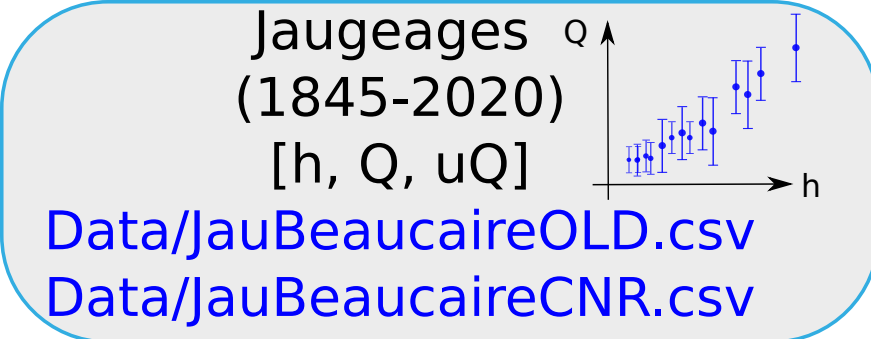 Jaugeages
(1845-2020)
[h, Q, uQ]
Q
h
Data/JauBeaucaireOLD.csv
Data/JauBeaucaireCNR.csv